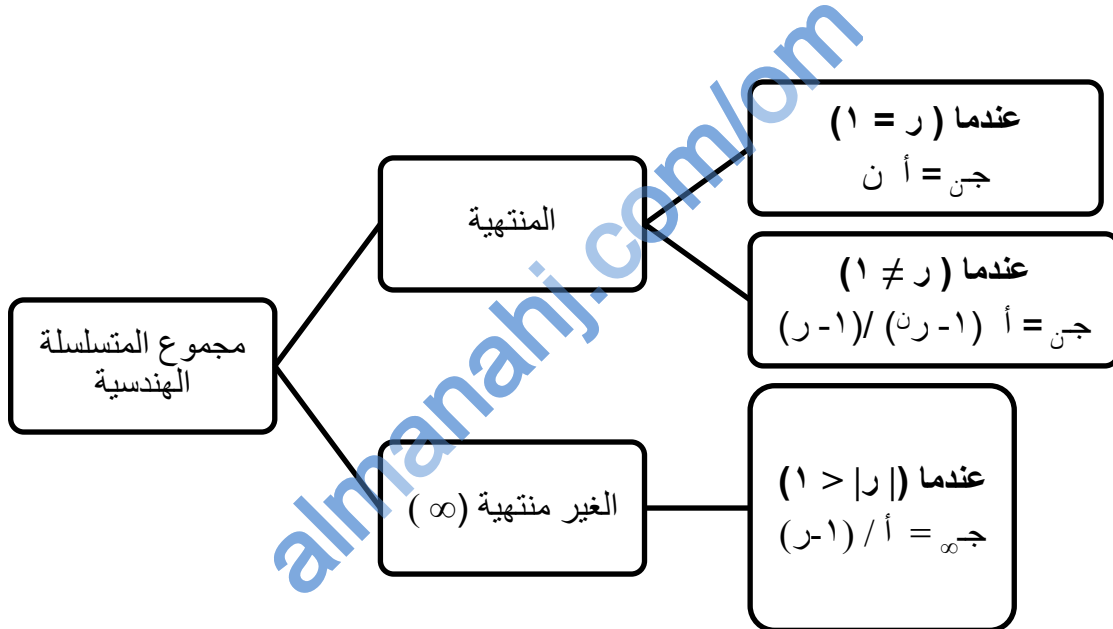 مجموع المتسلسلة
الهندسية
المنتهية
عندما ( ر = ١)
جـن = أ ن
عندما ( ر ≠ ١)
جـن = أ (١- رن) /(١- ر)
الغير منتهية (∞ )
عندما (| ر| < ١)
جـ∞ = أ / (١-ر)
almanahj.com/om